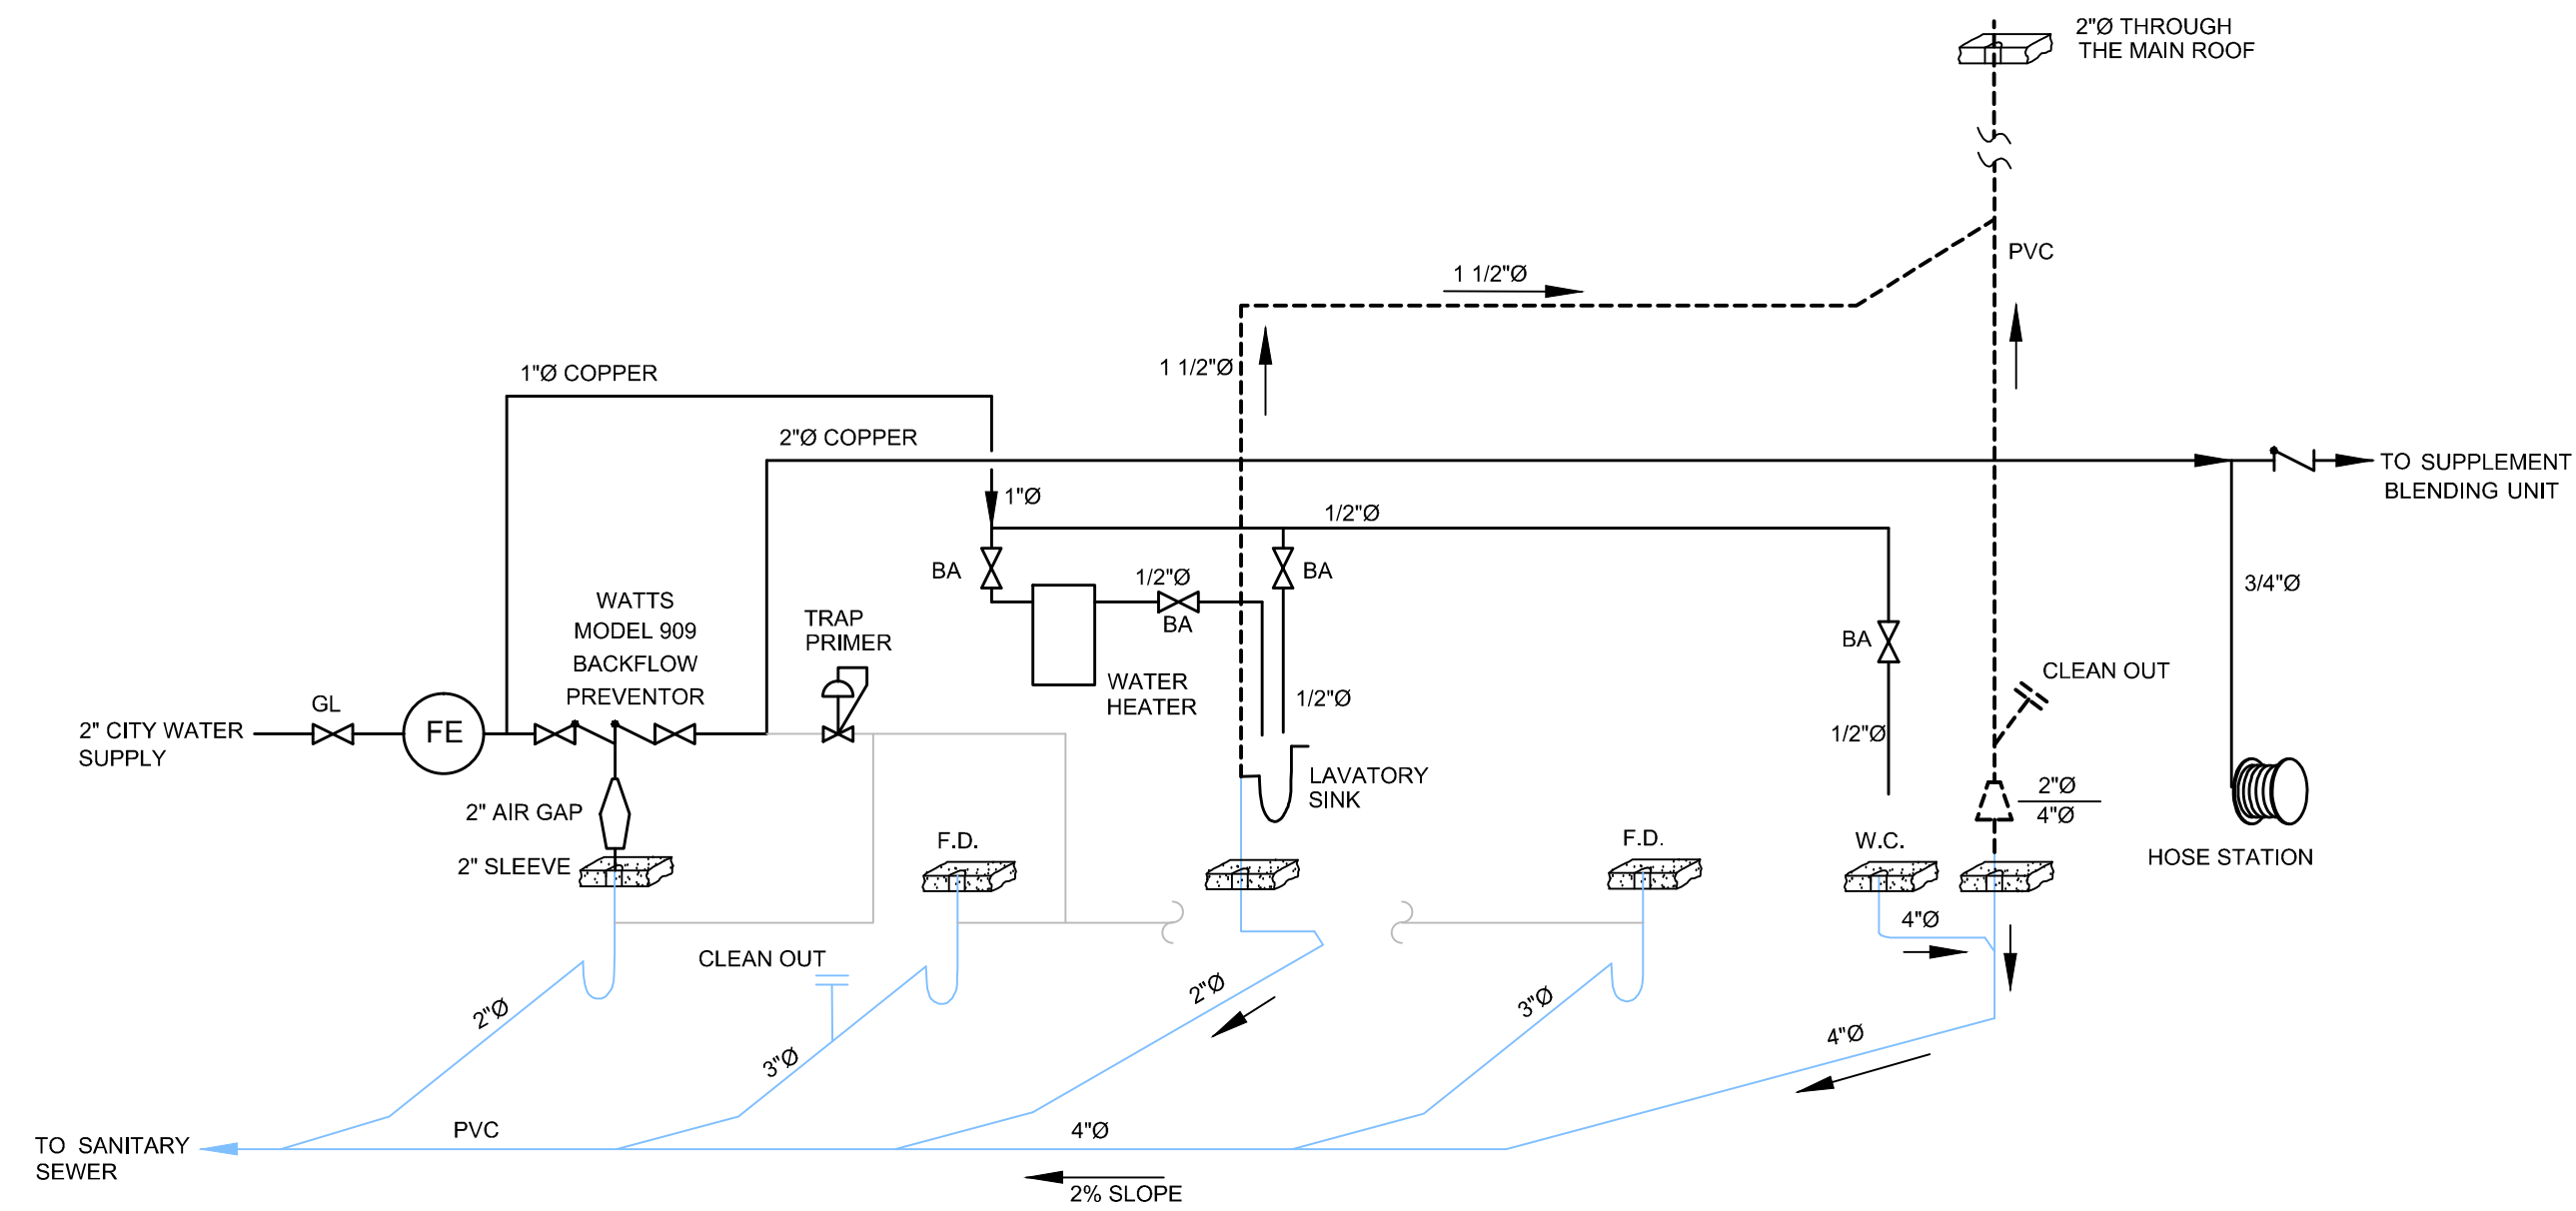 2"Ø THROUGH
THE MAIN ROOF
PVC
1 1/2"Ø
1 1/2"Ø
1"Ø COPPER
2"Ø COPPER
TO SUPPLEMENT
BLENDING UNIT
1"Ø
1/2"Ø
BA
1/2"Ø
BA
BA
3/4"Ø
WATTS
MODEL 909
BACKFLOW
PREVENTOR
TRAP
PRIMER
WATER
HEATER
1/2"Ø
BA
CLEAN OUT
GL
FE
2" CITY WATER
SUPPLY
1/2"Ø
LAVATORY
SINK
2"Ø
4"Ø
2" AIR GAP
2" SLEEVE
F.D.
F.D.
W.C.
HOSE STATION
4"Ø
CLEAN OUT
2"Ø
3"Ø
2"Ø
3"Ø
4"Ø
PVC
4"Ø
TO SANITARY
SEWER
2% SLOPE